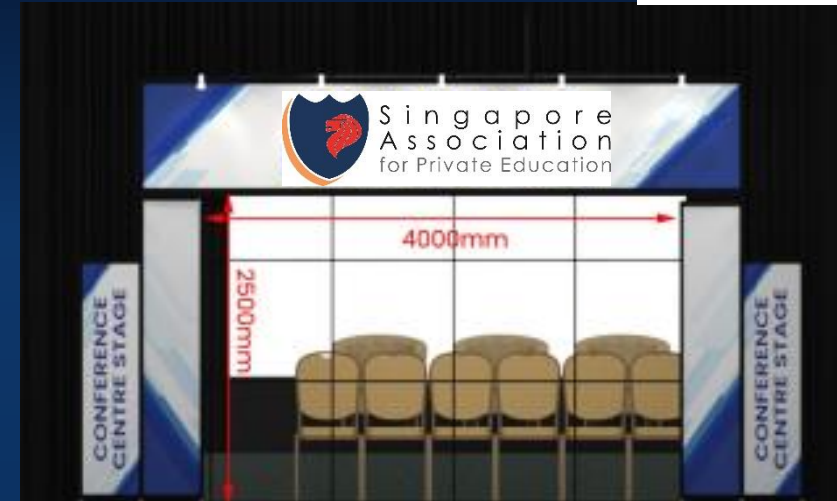 Singapore
Association
for Private Education
4000mm
2500mm
CONFERENCE
CENTRE STAGE
CONFERENCE
CENTRE STAGE